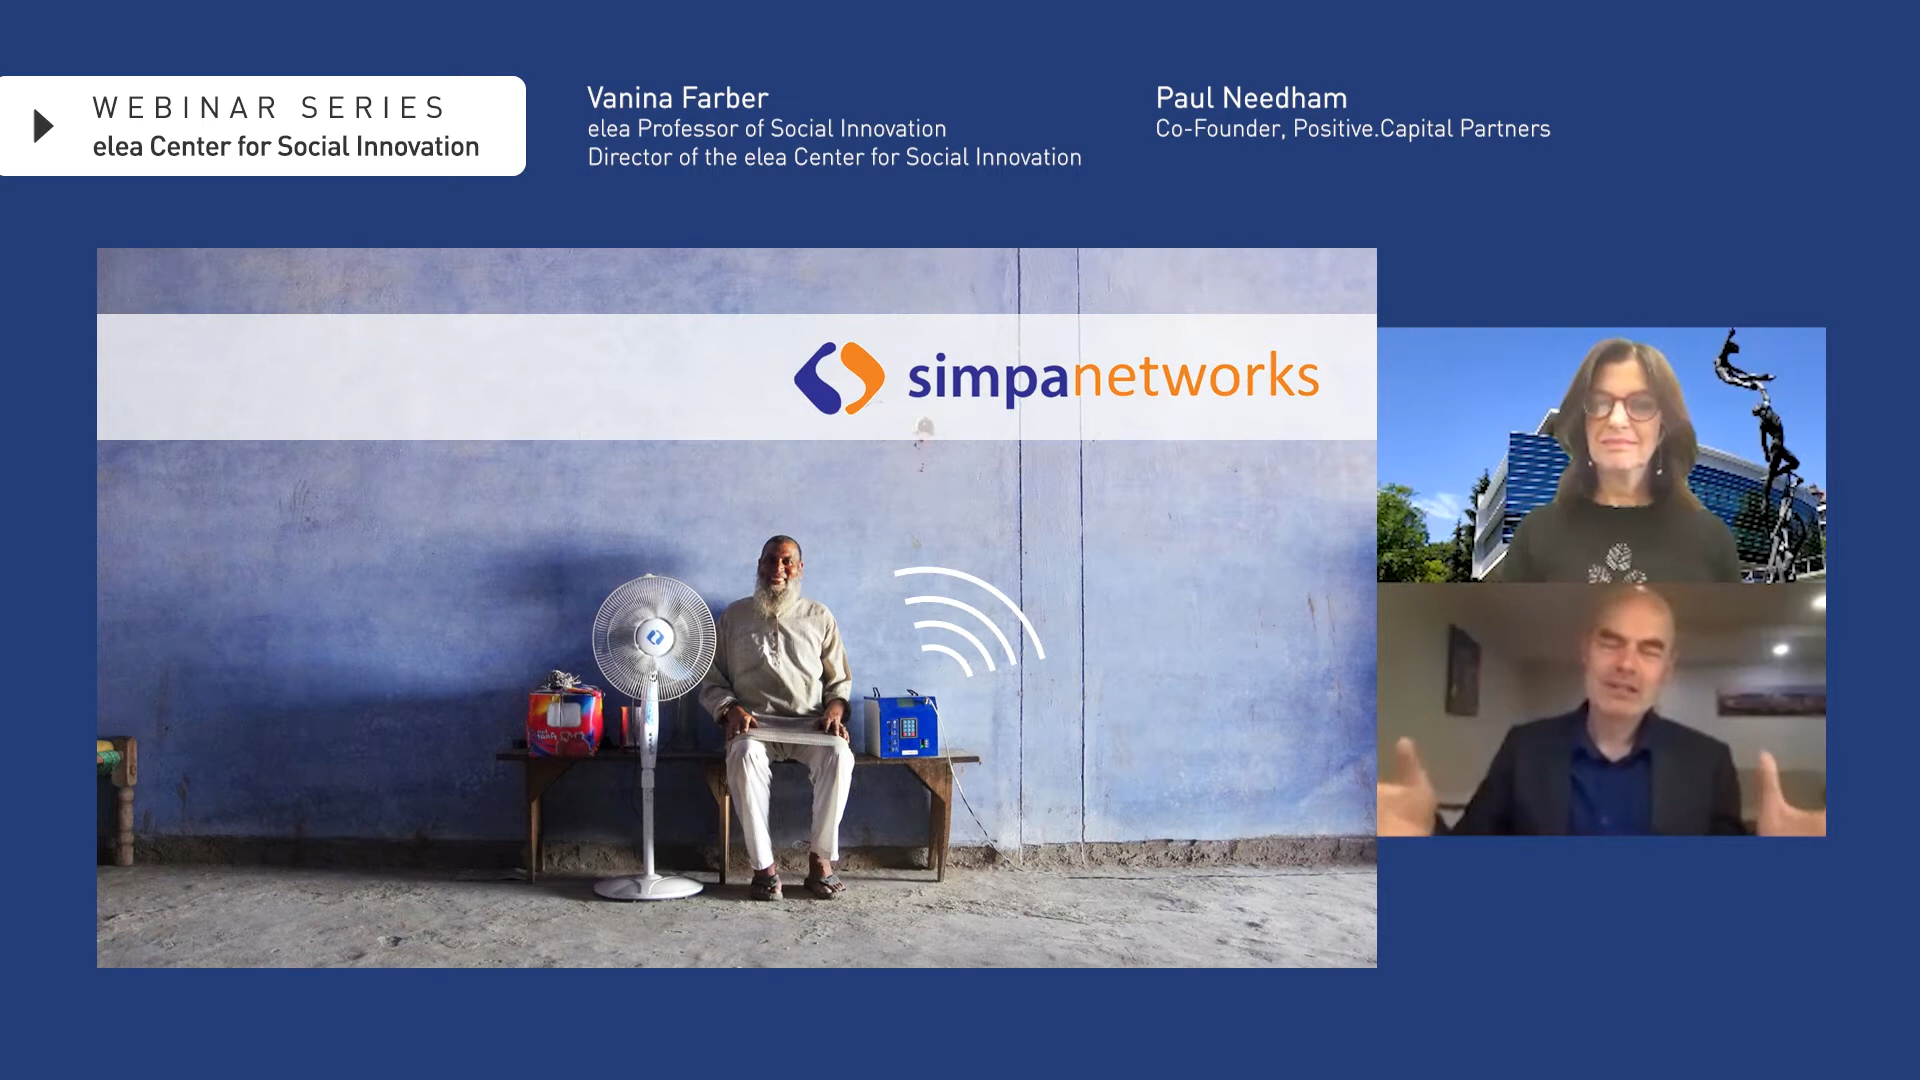 WEBINAR SERIES
elea Center for Social Innovation
Vanina Farber
elea Professor of Social Innovation
Director of the elea Center for Social Innovation
Paul Needham
Co-Founder, Positive.Capital Partners
simpanetworks